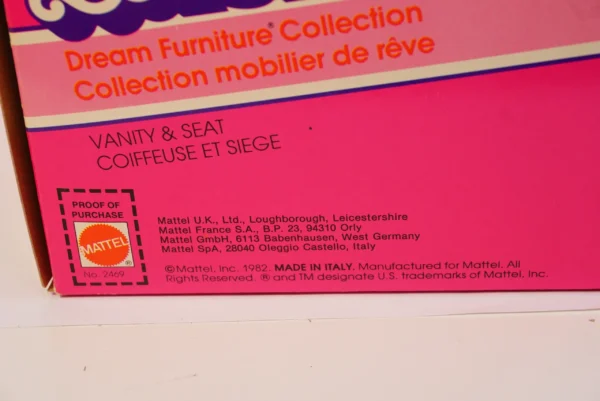 Dream Furniture® Collection
Collection mobilier de rêve
VANITY & SEAT
COIFFEUSE ET SIEGE
PROOF OF
PURCHASE
MATTEL®
No. 2469
Mattel U.K., Ltd., Loughborough, Leicestershire
Mattel France S.A., B.P. 23, 94310 Orly
Mattel GmbH, 6113 Babenhausen, West Germany
Mattel SpA, 28040 Oleggio Castello, Italy
©Mattel, Inc. 1982. MADE IN ITALY. Manufactured for Mattel. All
Rights Reserved. ® and TM designate U.S. trademarks of Mattel, Inc.